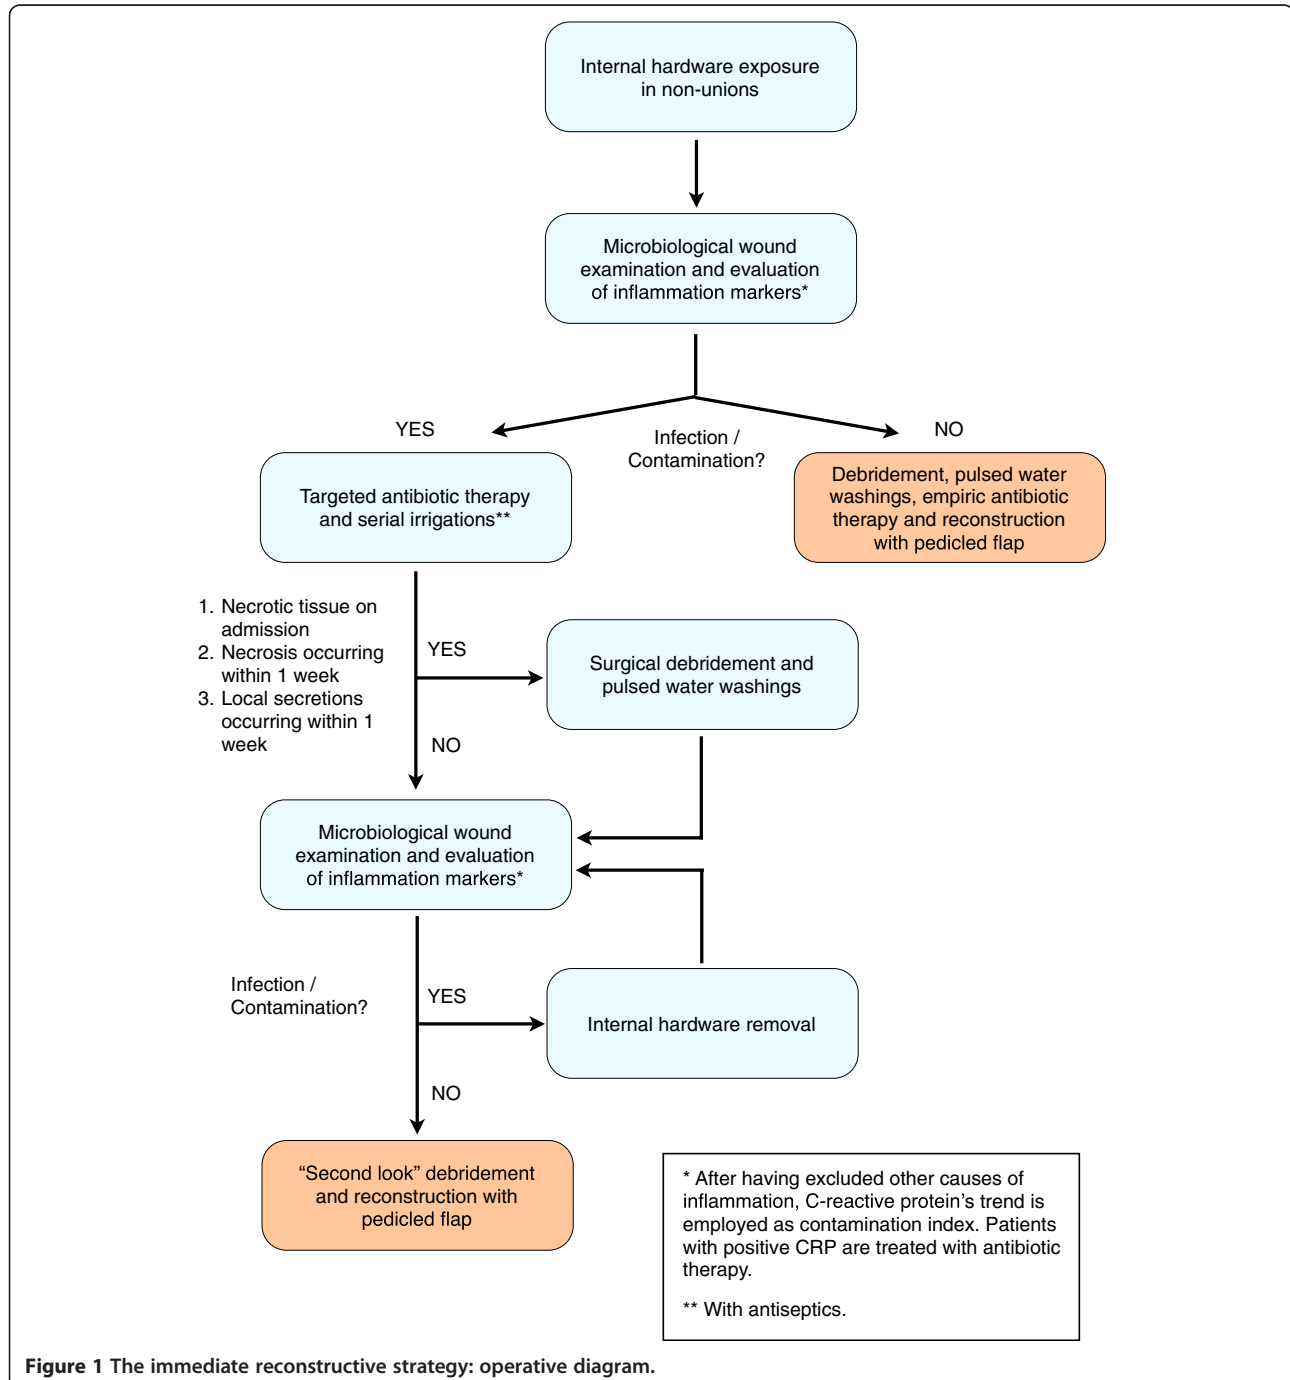 Internal hardware exposure
in non-unions
Microbiological wound
examination and evaluation
of inflammation markers*
YES
Infection /
Contamination?
NO
Targeted antibiotic therapy
and serial irrigations**
Debridement, pulsed water
washings, empiric antibiotic
therapy and reconstruction
with pedicled flap
1. Necrotic tissue on
admission
2. Necrosis occurring
within 1 week
3. Local secretions
occurring within 1
week
YES
NO
Surgical debridement and
pulsed water washings
Microbiological wound
examination and evaluation
of inflammation markers*
Infection /
Contamination?
YES
NO
Internal hardware removal
“Second look” debridement
and reconstruction with
pedicled flap
* After having excluded other causes of
inflammation, C-reactive protein’s trend is
employed as contamination index. Patients
with positive CRP are treated with antibiotic
therapy.
** With antiseptics.
Figure 1 The immediate reconstructive strategy: operative diagram.